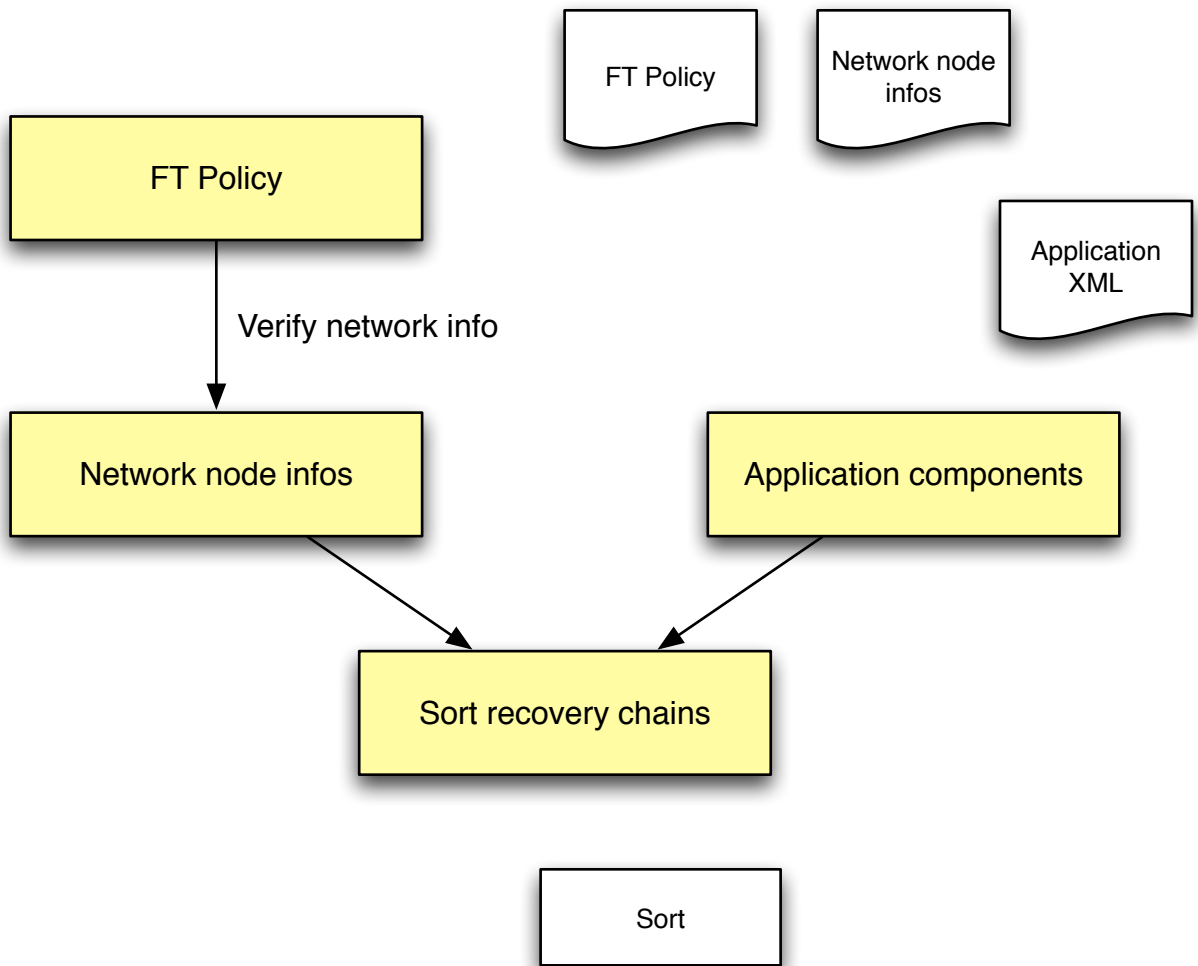 FT Policy
Network node
infos
FT Policy
Application
XML
Verify network info
Network node infos
Application components
Sort recovery chains
Sort